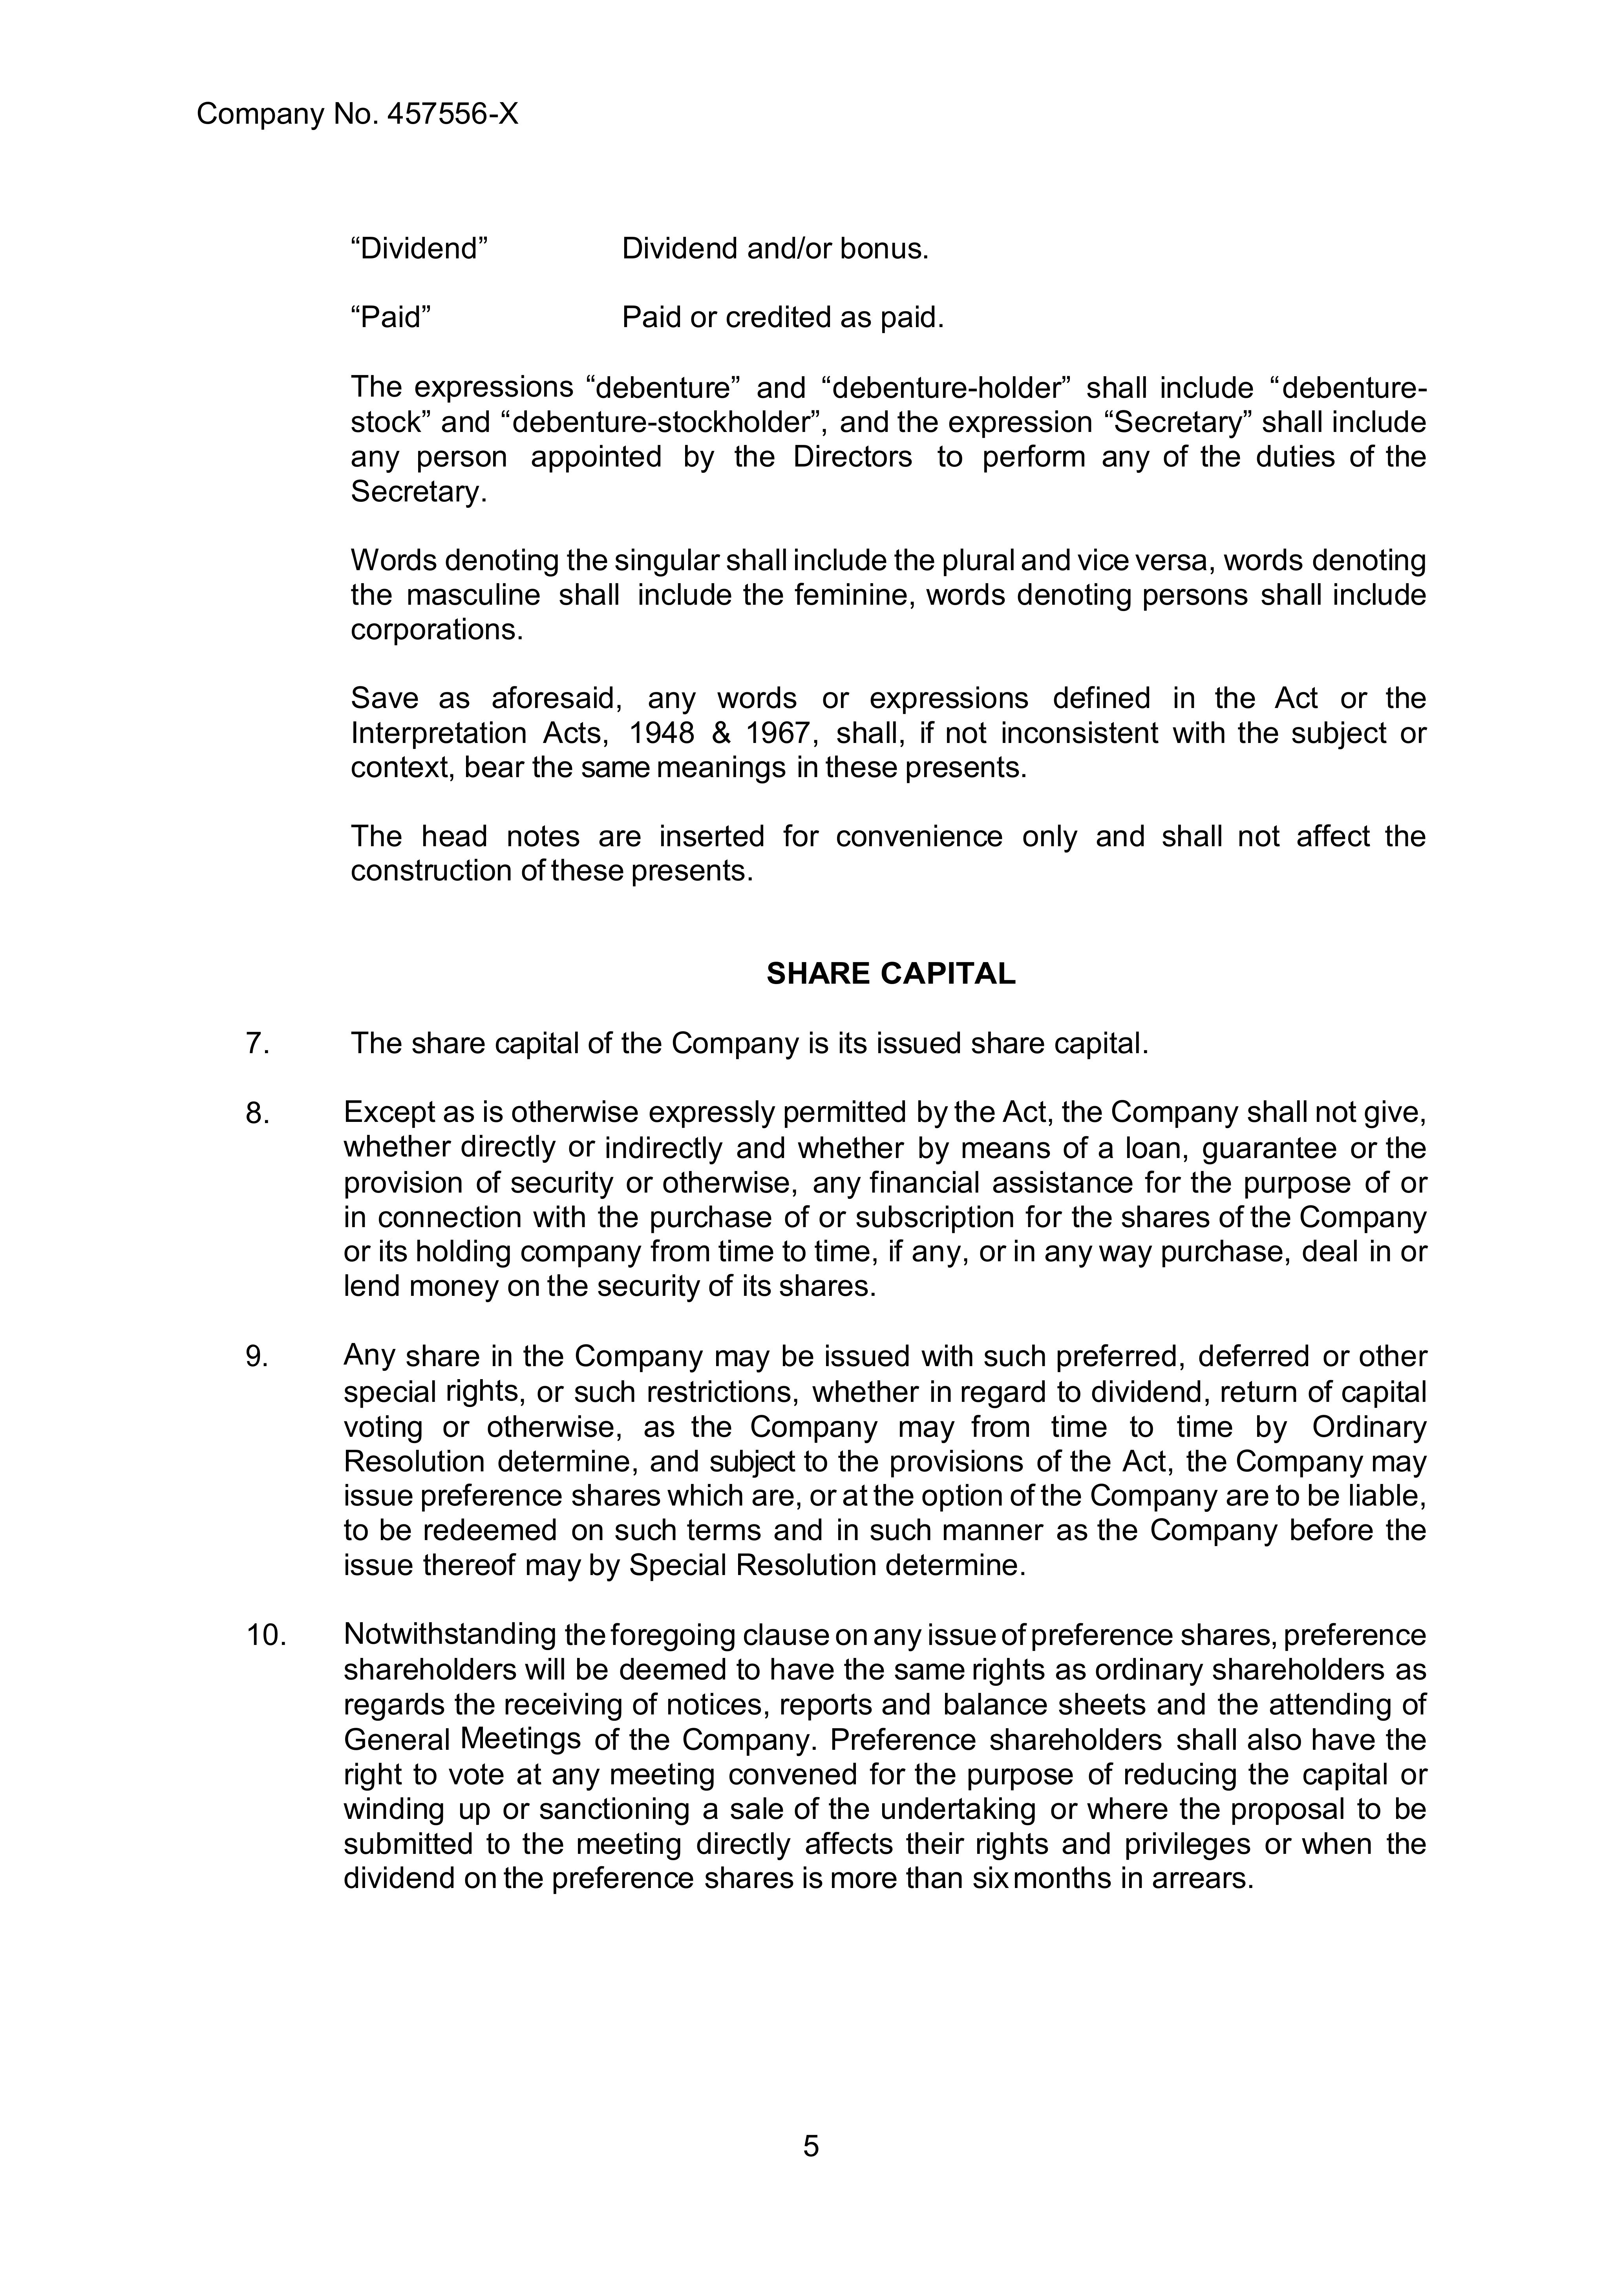 Company No. 457556-X
“Dividend” Dividend and/or bonus.
“Paid” Paid or credited as paid.
The expressions “debenture” and “debenture-holder” shall include “debenture-
stock” and “debenture-stockholder”, and the expression “Secretary” shall include
any person appointed by the Directors to perform any of the duties of the
Secretary.
Words denoting the singular shall include the plural and vice versa, words denoting
the masculine shall include the feminine, words denoting persons shall include
corporations.
Save as aforesaid, any words or expressions defined in the Act or the
Interpretation Acts, 1948 & 1967, shall, if not inconsistent with the subject or
context, bear the same meanings in these presents.
The head notes are inserted for convenience only and shall not affect the
construction of these presents.
SHARE CAPITAL
7. The share capital of the Company is its issued share capital.
8. Except as is otherwise expressly permitted by the Act, the Company shall not give,
whether directly or indirectly and whether by means of a loan, guarantee or the
provision of security or otherwise, any financial assistance for the purpose of or
in connection with the purchase of or subscription for the shares of the Company
or its holding company from time to time, if any, or in any way purchase, deal in or
lend money on the security of its shares.
9. Any share in the Company may be issued with such preferred, deferred or other
special rights, or such restrictions, whether in regard to dividend, return of capital
voting or otherwise, as the Company may from time to time by Ordinary
Resolution determine, and subject to the provisions of the Act, the Company may
issue preference shares which are, or at the option of the Company are to be liable,
to be redeemed on such terms and in such manner as the Company before the
issue thereof may by Special Resolution determine.
10. Notwithstanding the foregoing clause on any issue of preference shares, preference
shareholders will be deemed to have the same rights as ordinary shareholders as
regards the receiving of notices, reports and balance sheets and the attending of
General Meetings of the Company. Preference shareholders shall also have the
right to vote at any meeting convened for the purpose of reducing the capital or
winding up or sanctioning a sale of the undertaking or where the proposal to be
submitted to the meeting directly affects their rights and privileges or when the
dividend on the preference shares is more than six months in arrears.
5